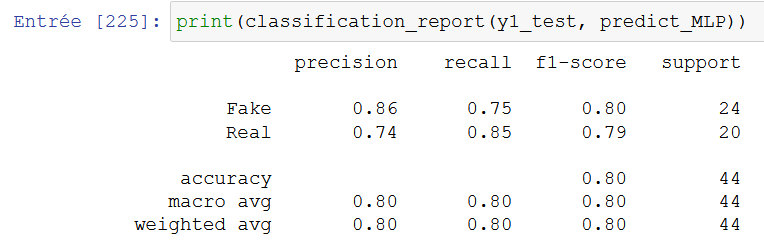 Entrée [225]: print(classification_report(y1_test, predict_MLP))
precision recall f1-score support
Fake 0.86 0.75 0.80 24
Real 0.74 0.85 0.79 20
accuracy 0.80 44
macro avg 0.80 0.80 0.80 44
weighted avg 0.80 0.80 0.80 44